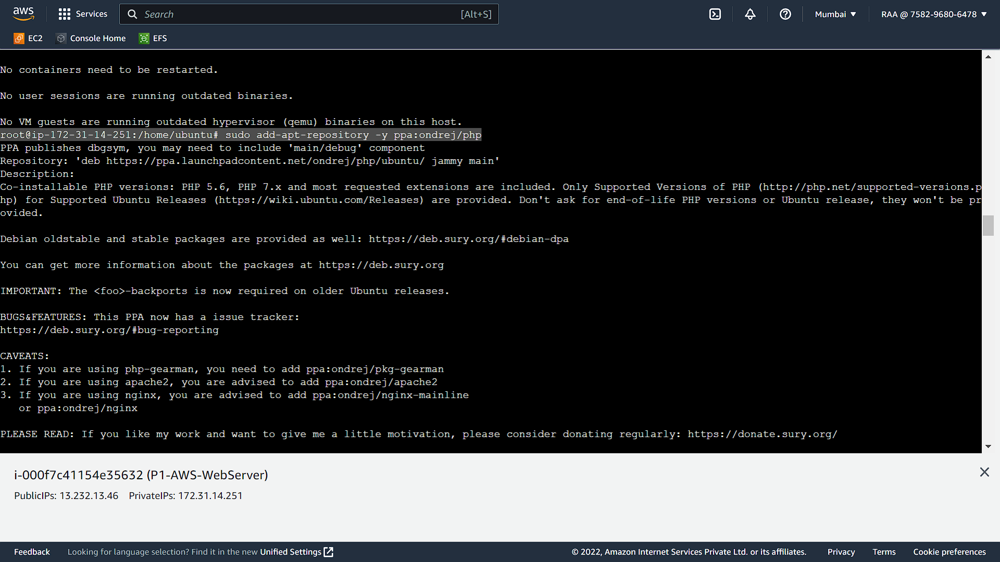 aws
Services
Search
[Alt+S]
Mumbai ▼
RAA @ 7582-9680-6478 ▼
EC2
Console Home
EFS
No containers need to be restarted.
No user sessions are running outdated binaries.
No VM guests are running outdated hypervisor (qemu) binaries on this host.
root@ip-172-31-14-251:/home/ubuntu# sudo add-apt-repository -y ppa:ondrej/php
PPA publishes dbgsym, you may need to include 'main/debug' component
Repository: 'deb https://ppa.launchpadcontent.net/ondrej/php/ubuntu/ jammy main'
Description:
Co-installable PHP versions: PHP 5.6, PHP 7.x and most requested extensions are included. Only Supported Versions of PHP (http://php.net/supported-versions.p
hp) for Supported Ubuntu Releases (https://wiki.ubuntu.com/Releases) are provided. Don't ask for end-of-life PHP versions or Ubuntu release, they won't be pr
ovided.
Debian oldstable and stable packages are provided as well: https://deb.sury.org/#debian-dpa
You can get more information about the packages at https://deb.sury.org
IMPORTANT: The <foo>-backports is now required on older Ubuntu releases.
BUGS&FEATURES: This PPA now has a issue tracker:
https://deb.sury.org/#bug-reporting
CAVEATS:
1. If you are using php-gearman, you need to add ppa:ondrej/pkg-gearman
2. If you are using apache2, you are advised to add ppa:ondrej/apache2
3. If you are using nginx, you are advised to add ppa:ondrej/nginx-mainline
or ppa:ondrej/nginx
PLEASE READ: If you like my work and want to give me a little motivation, please consider donating regularly: https://donate.sury.org/
i-000f7c41154e35632 (P1-AWS-WebServer)
PublicIPs: 13.232.13.46 PrivateIPs: 172.31.14.251
Feedback
Looking for language selection? Find it in the new Unified Settings
© 2022, Amazon Internet Services Private Ltd. or its affiliates.
Privacy
Terms
Cookie preferences